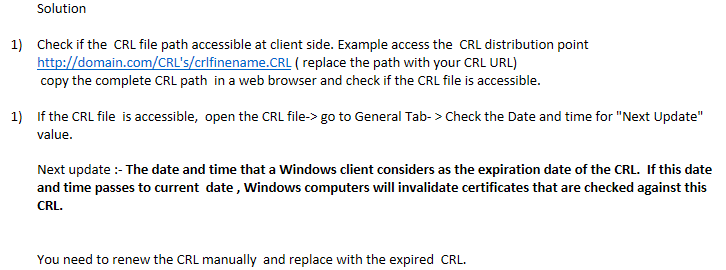 Solution
1) Check if the CRL file path accessible at client side. Example access the CRL distribution point
http://domain.com/CRL's/crlfinename.CRL ( replace the path with your CRL URL)
copy the complete CRL path in a web browser and check if the CRL file is accessible.
1) If the CRL file is accessible, open the CRL file-> go to General Tab- > Check the Date and time for "Next Update"
value.
Next update :- The date and time that a Windows client considers as the expiration date of the CRL. If this date
and time passes to current date , Windows computers will invalidate certificates that are checked against this
CRL.
You need to renew the CRL manually and replace with the expired CRL.